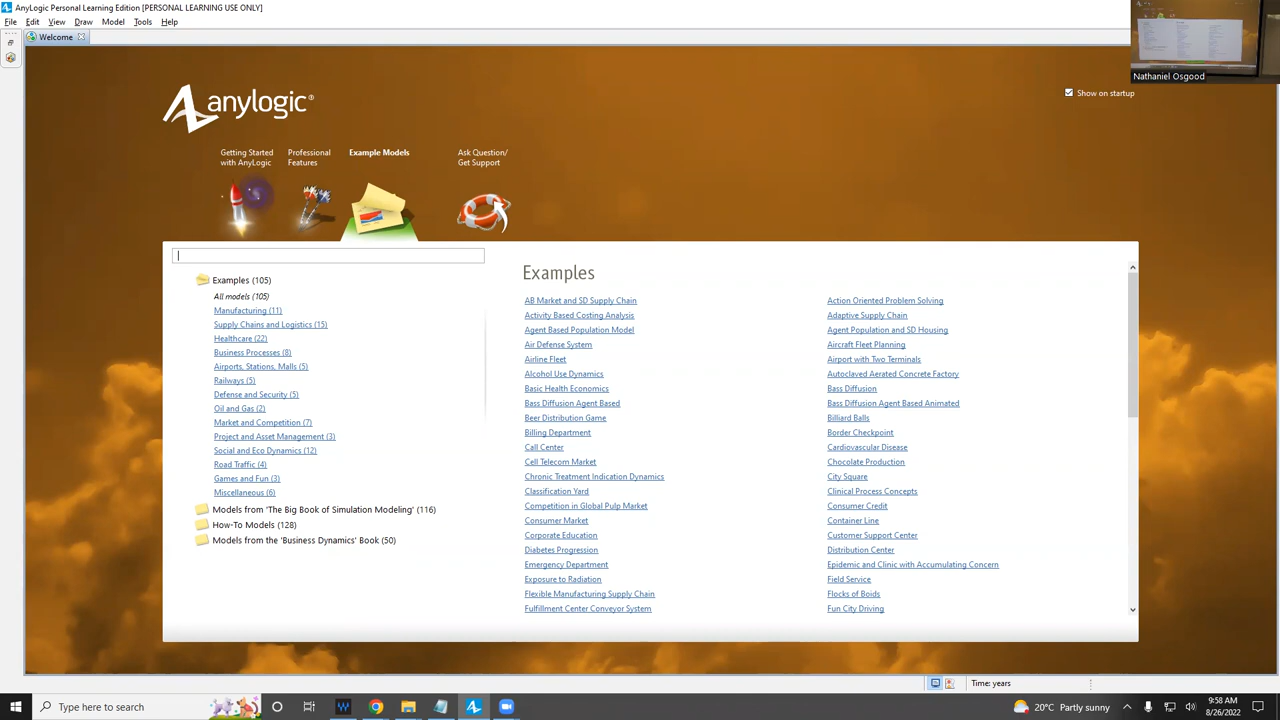 AnyLogic Personal Learning Edition [PERSONAL LEARNING USE ONLY]
File Edit View Draw Model Tools Help
Welcome
Nathaniel Osgood
anylogic®
Show on startup
Getting Started with AnyLogic
Professional Features
Example Models
Ask Question/ Get Support
Examples (105)
All models (105)
Manufacturing (11)
Supply Chains and Logistics (15)
Healthcare (22)
Business Processes (8)
Airports, Stations, Malls (5)
Railways (5)
Defense and Security (5)
Oil and Gas (2)
Market and Competition (7)
Project and Asset Management (3)
Social and Eco Dynamics (12)
Road Traffic (4)
Games and Fun (3)
Miscellaneous (6)
Models from 'The Big Book of Simulation Modeling' (116)
How-To Models (128)
Models from the 'Business Dynamics' Book (50)
Examples
AB Market and SD Supply Chain
Activity Based Costing Analysis
Agent Based Population Model
Air Defense System
Airline Fleet
Alcohol Use Dynamics
Basic Health Economics
Bass Diffusion Agent Based
Beer Distribution Game
Billing Department
Call Center
Cell Telecom Market
Chronic Treatment Indication Dynamics
Classification Yard
Competition in Global Pulp Market
Consumer Market
Corporate Education
Diabetes Progression
Emergency Department
Exposure to Radiation
Flexible Manufacturing Supply Chain
Fulfillment Center Conveyor System
Action Oriented Problem Solving
Adaptive Supply Chain
Agent Population and SD Housing
Aircraft Fleet Planning
Airport with Two Terminals
Autoclaved Aerated Concrete Factory
Bass Diffusion
Bass Diffusion Agent Based Animated
Billiard Balls
Border Checkpoint
Cardiovascular Disease
Chocolate Production
City Square
Clinical Process Concepts
Consumer Credit
Container Line
Customer Support Center
Distribution Center
Epidemic and Clinic with Accumulating Concern
Field Service
Flocks of Boids
Fun City Driving
Time: years
Type here to search
20°C Partly sunny
9:58 AM
8/26/2022